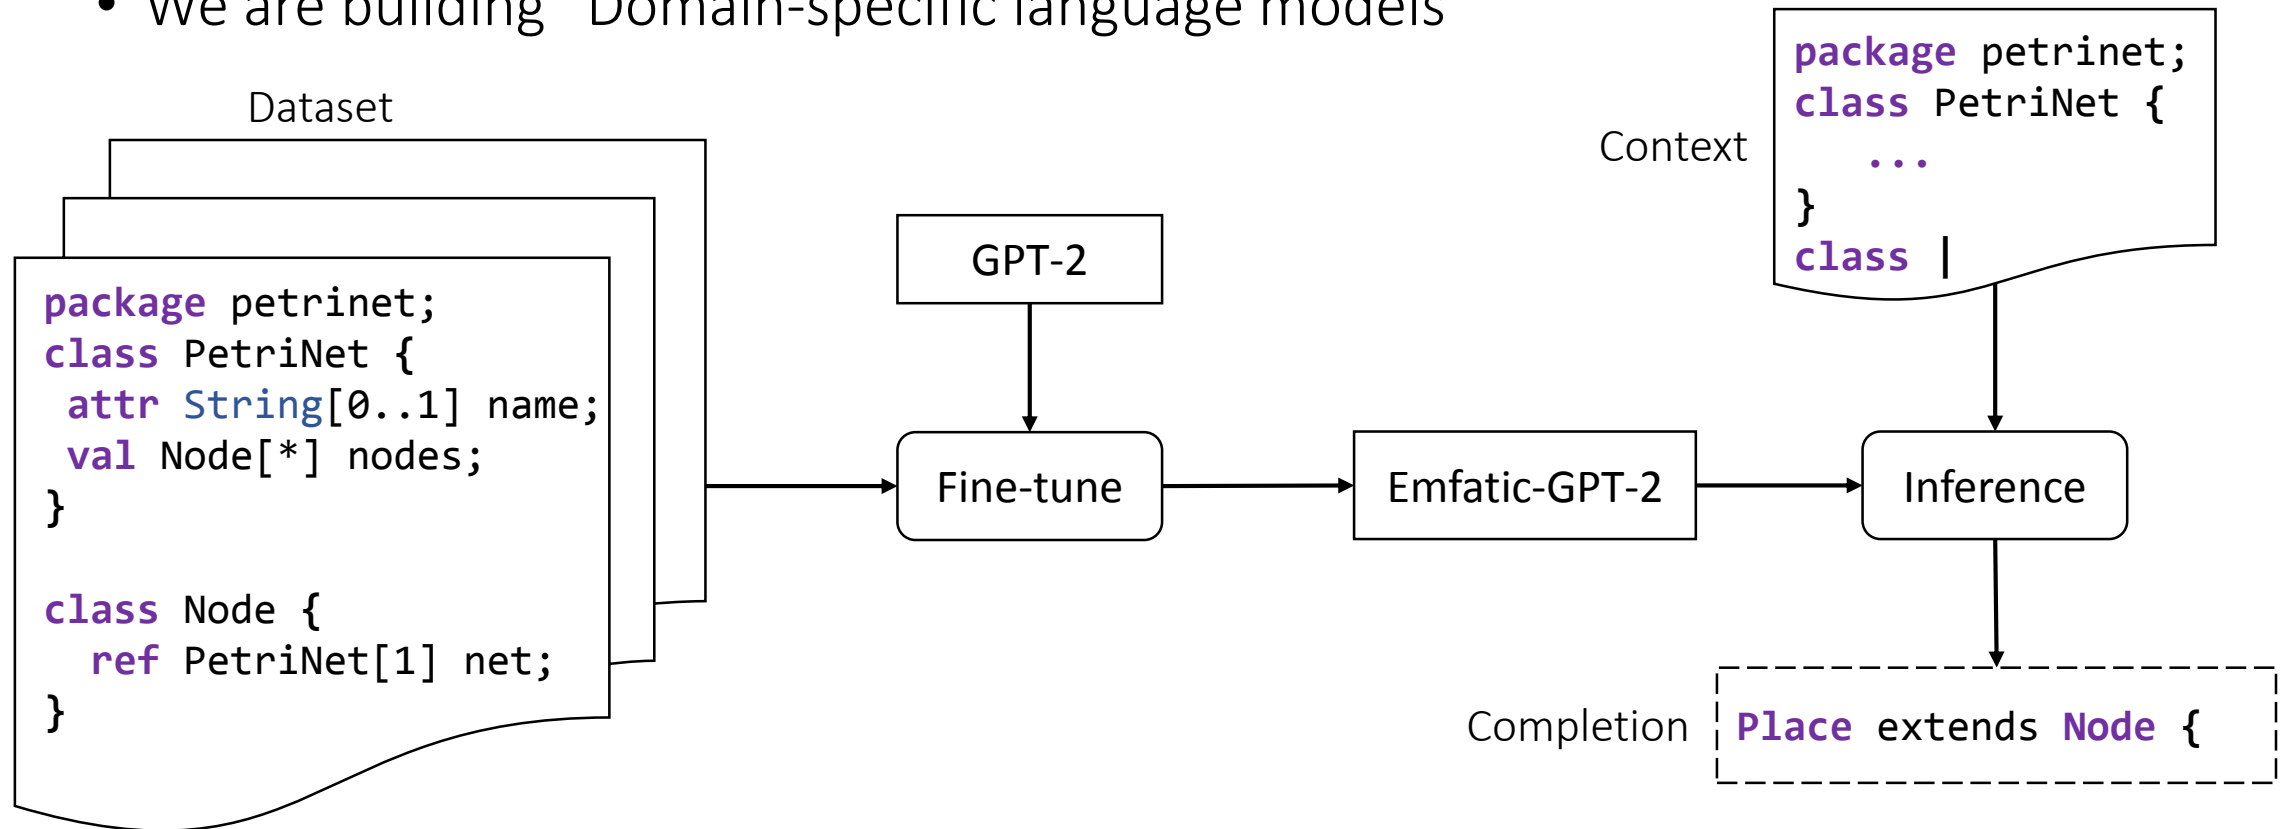 • We are building "Domain-specific language models"
Dataset
package petrinet;
class PetriNet {
attr String[0..1] name;
val Node[*] nodes;
}
class Node {
ref PetriNet[1] net;
}
GPT-2
Fine-tune
Emfatic-GPT-2
Context
package petrinet;
class PetriNet {
...
}
class |
Inference
Completion
Place extends Node {